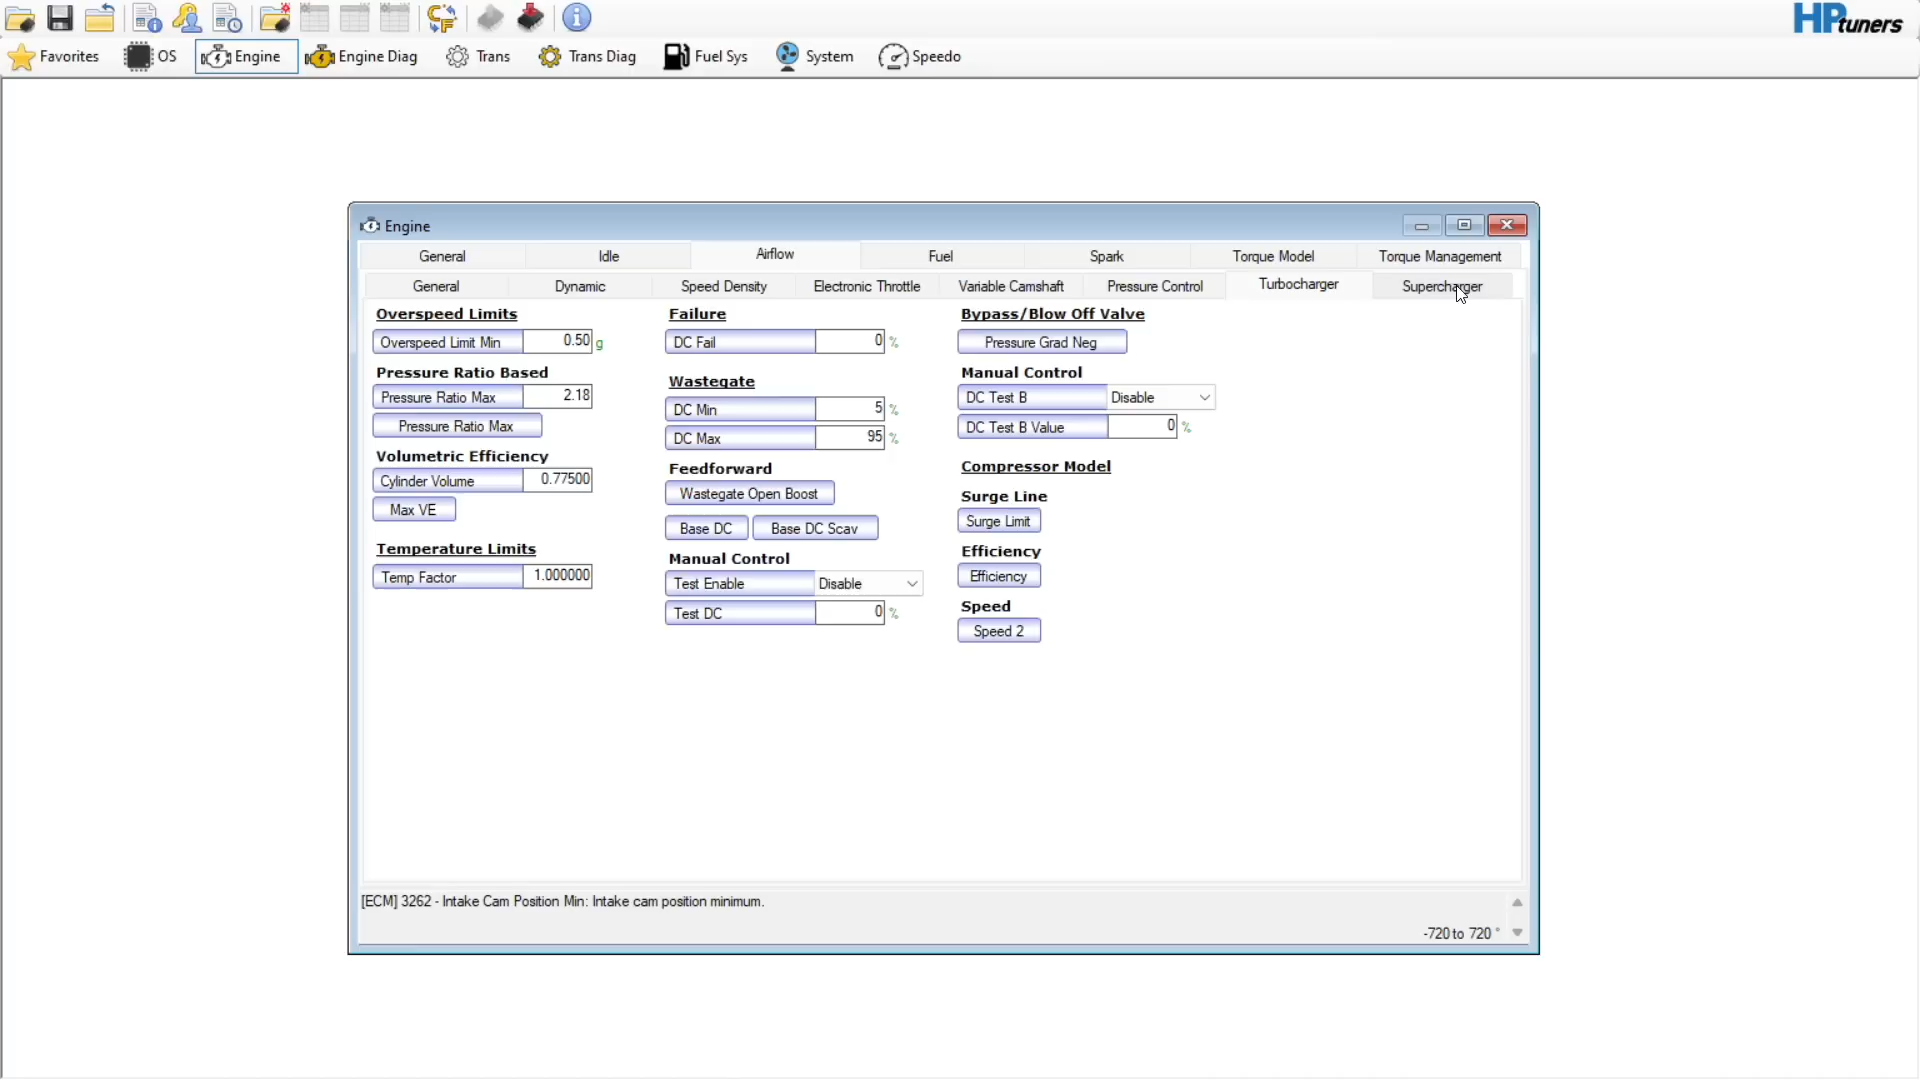 HPtuners
Favorites OS Engine Engine Diag Trans Trans Diag Fuel Sys System Speedo
Engine
General Idle Airflow Fuel Spark Torque Model Torque Management
General Dynamic Speed Density Electronic Throttle Variable Camshaft Pressure Control Turbocharger Supercharger
Overspeed Limits
Overspeed Limit Min 0.50 g
Pressure Ratio Based
Pressure Ratio Max 2.18
Pressure Ratio Max
Volumetric Efficiency
Cylinder Volume 0.77500
Max VE
Temperature Limits
Temp Factor 1.000000
Failure
DC Fail 0 %
Wastegate
DC Min 5 %
DC Max 95 %
Feedforward
Wastegate Open Boost
Base DC Base DC Scav
Manual Control
Test Enable Disable
Test DC 0 %
Bypass/Blow Off Valve
Pressure Grad Neg
Manual Control
DC Test B Disable
DC Test B Value 0 %
Compressor Model
Surge Line
Surge Limit
Efficiency
Efficiency
Speed
Speed 2
[ECM] 3262 - Intake Cam Position Min: Intake cam position minimum.
-720 to 720 °